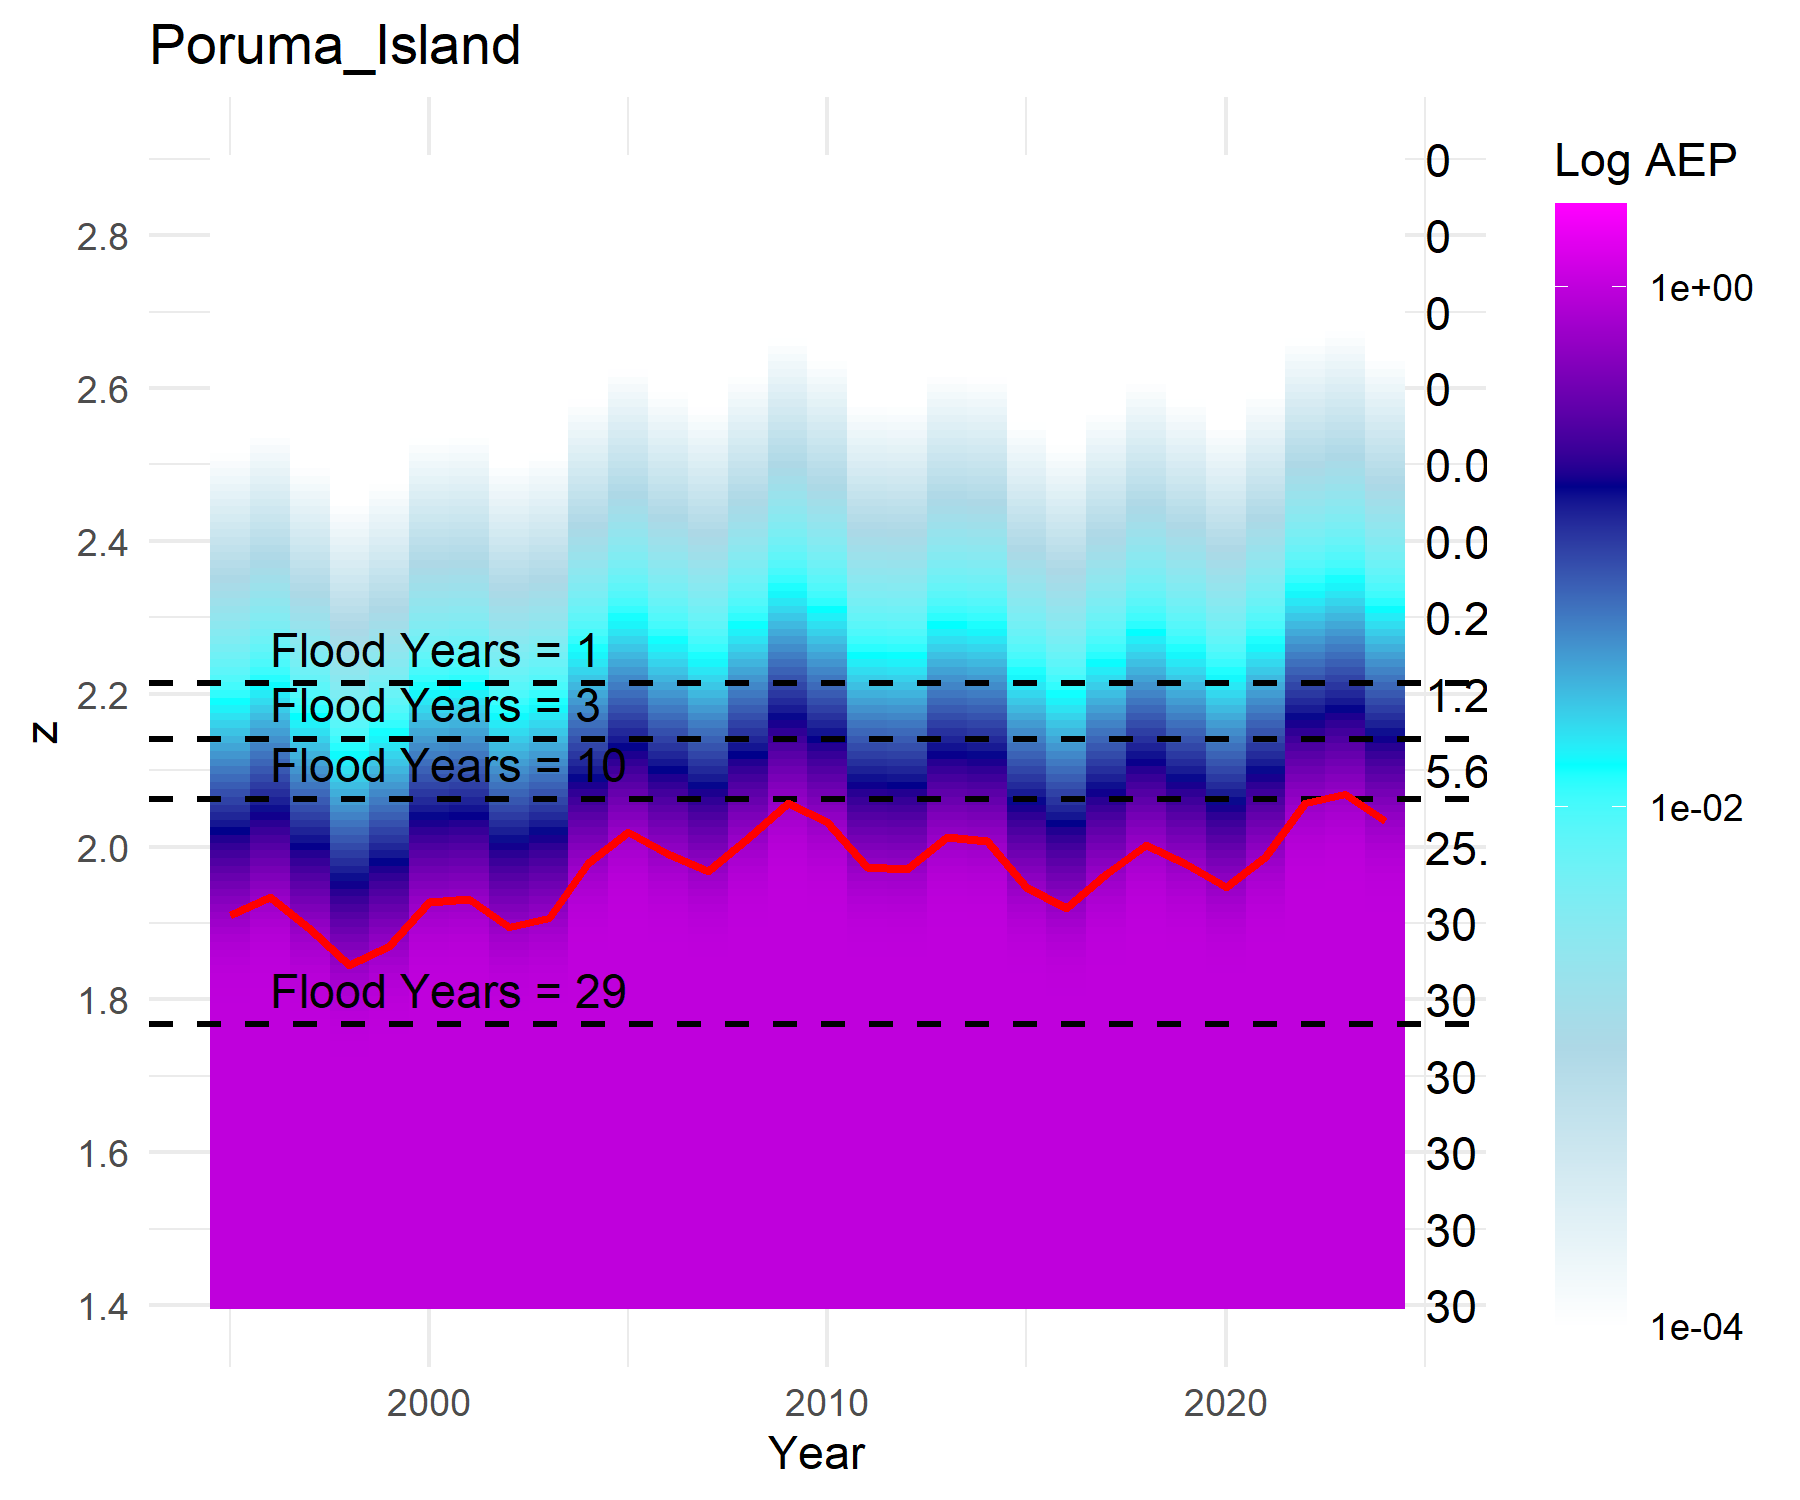 Poruma_Island
Log AEP
1e+00
1e-02
1e-04
z
2.8
2.6
2.4
2.2
2.0
1.8
1.6
1.4
Flood Years = 1
Flood Years = 3
Flood Years = 10
Flood Years = 29
0
0
0
0
0.0
0.0
0.2
1.2
5.6
25.
30
30
30
30
30
30
2000
2010
2020
Year